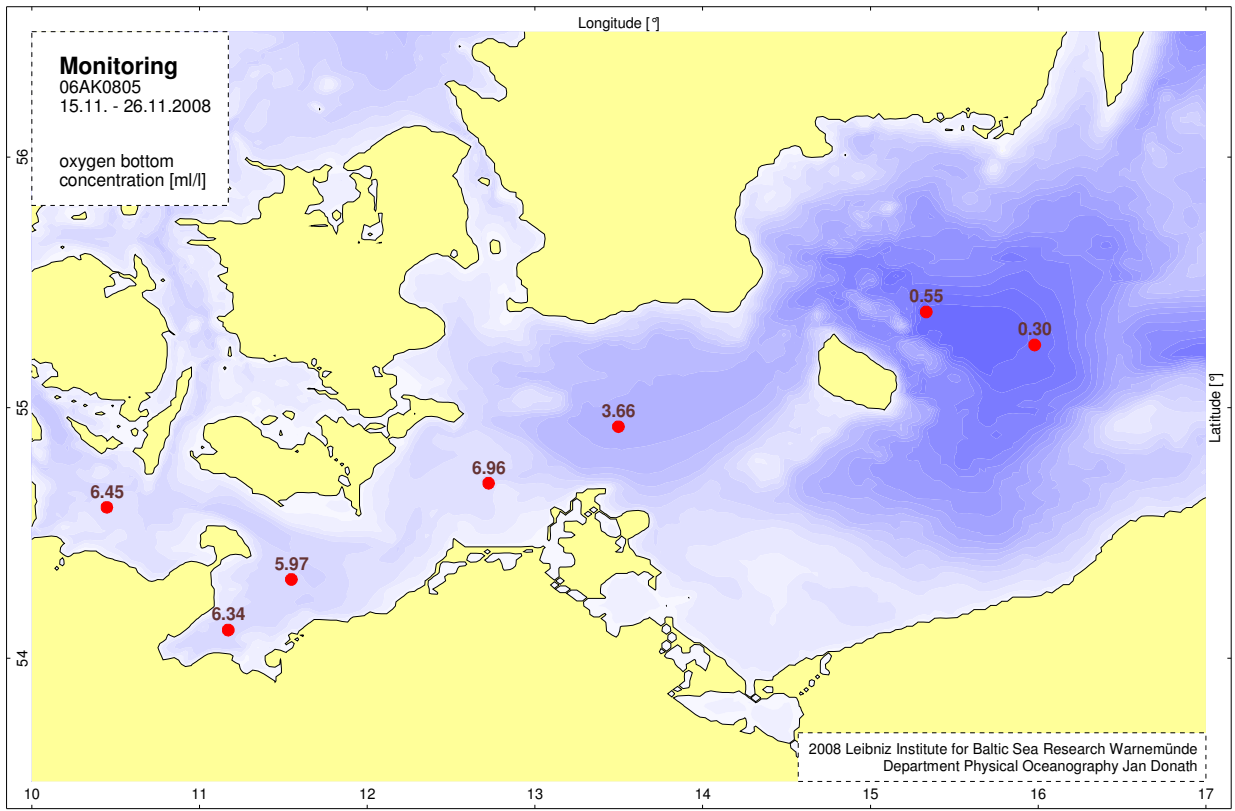 Longitude [°]
Monitoring
06AK0805
15.11. - 26.11.2008
oxygen bottom
concentration [ml/l]
56
0.55
0.30
55
Latitude [°]
3.66
6.96
6.45
5.97
6.34
54
2008 Leibniz Institute for Baltic Sea Research Warnemünde
Department Physical Oceanography Jan Donath
10 11 12 13 14 15 16 17